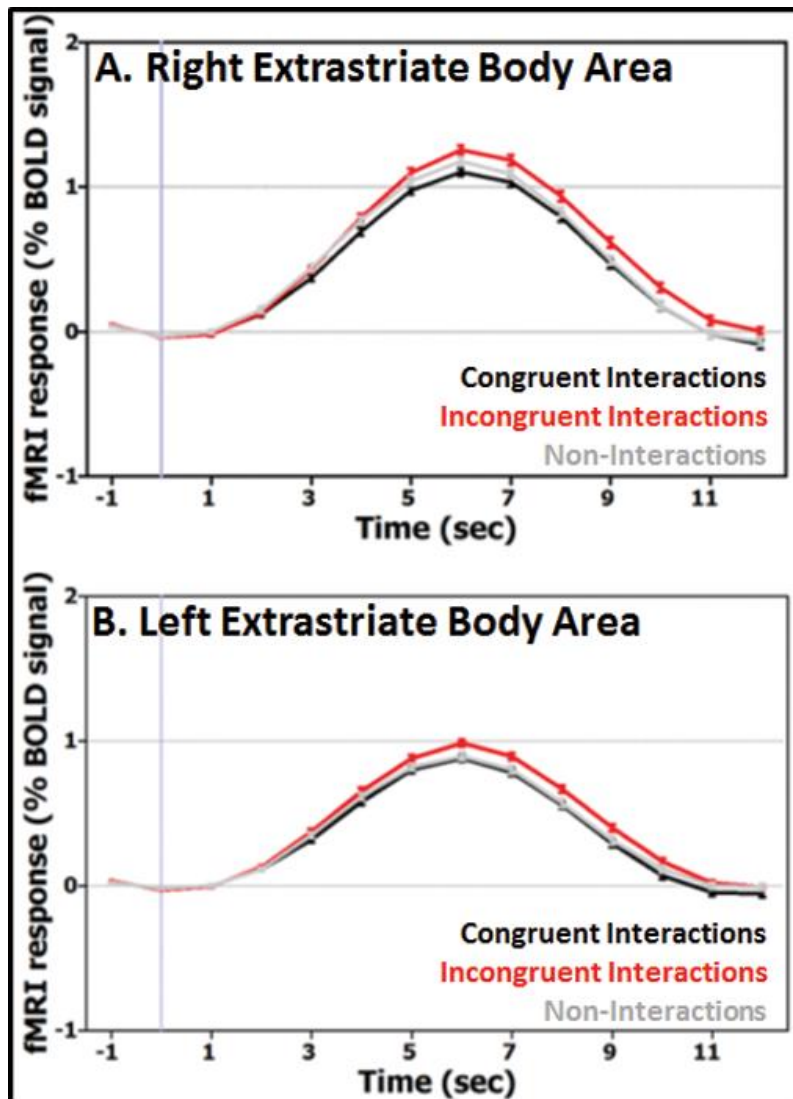 A. Right Extrastriate Body Area
fMRI response (% BOLD signal)
2
1
0
-1
Congruent Interactions
Incongruent Interactions
Non-Interactions
-1 1 3 5 7 9 11
Time (sec)
B. Left Extrastriate Body Area
fMRI response (% BOLD signal)
2
1
0
-1
Congruent Interactions
Incongruent Interactions
Non-Interactions
-1 1 3 5 7 9 11
Time (sec)